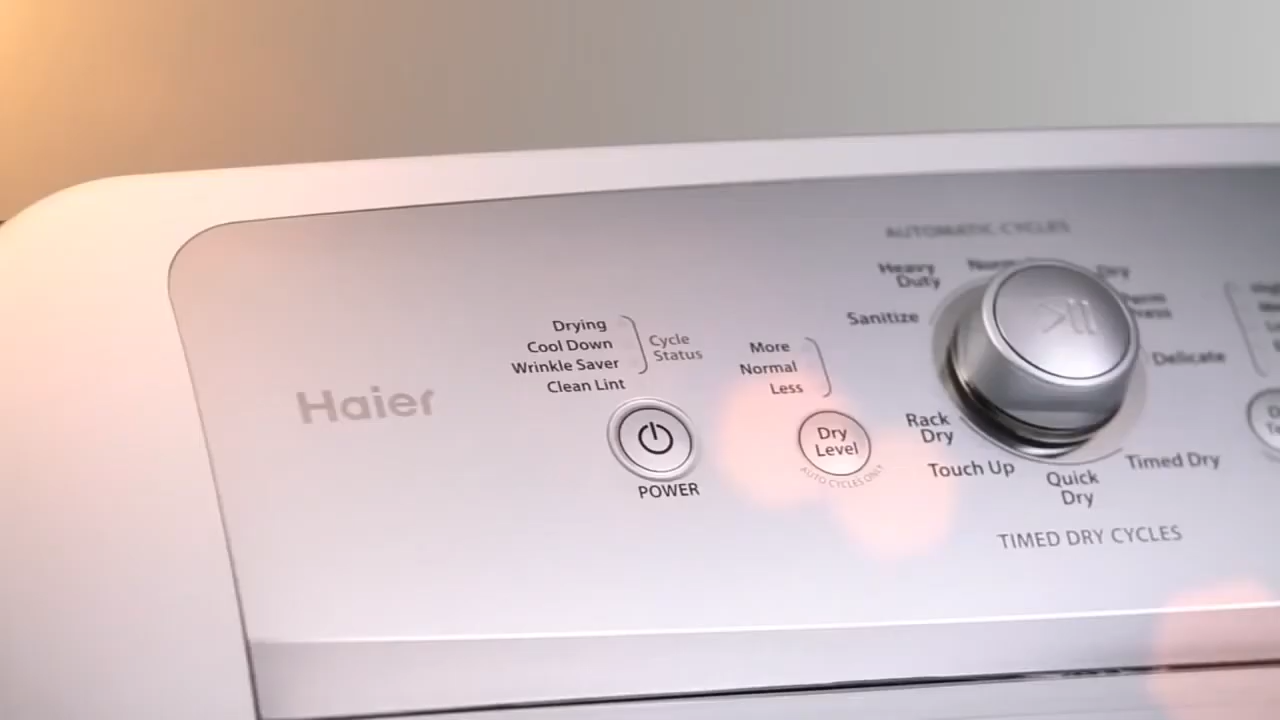 AUTOMATIC CYCLES
Heavy
Duty
Dry
Sanitize
Delicate
Drying
Cool Down
Wrinkle Saver
Clean Lint
Cycle
Status
More
Normal
Less
Haier
POWER
Dry
Level
AUTO CYCLES ONLY
Rack
Dry
Touch Up
Quick
Dry
Timed Dry
TIMED DRY CYCLES